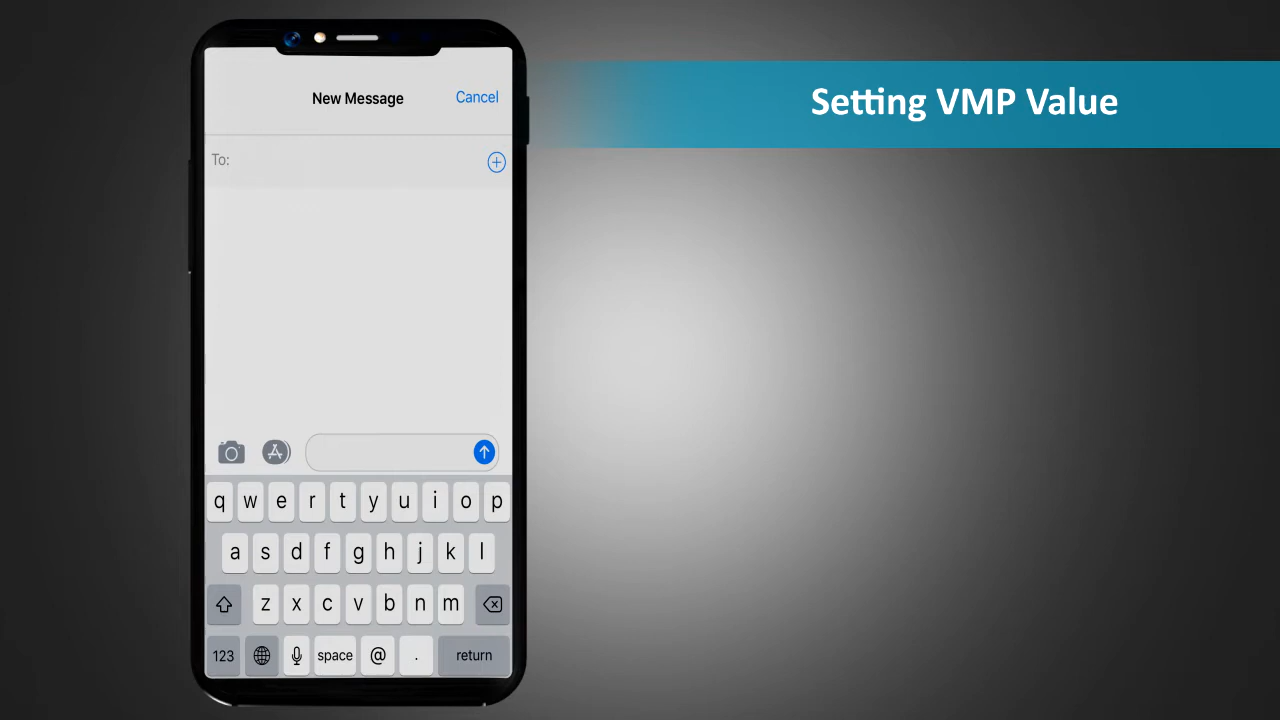 Setting VMP Value
New Message
Cancel
To:
q w e r t y u i o p
a s d f g h j k l
z x c v b n m
123 space @ . return